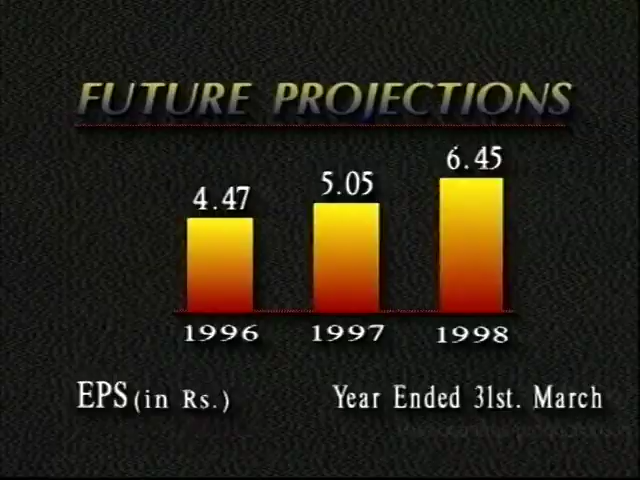 FUTURE PROJECTIONS
4.47 5.05 6.45
1996 1997 1998
EPS (in Rs.) Year Ended 31st. March